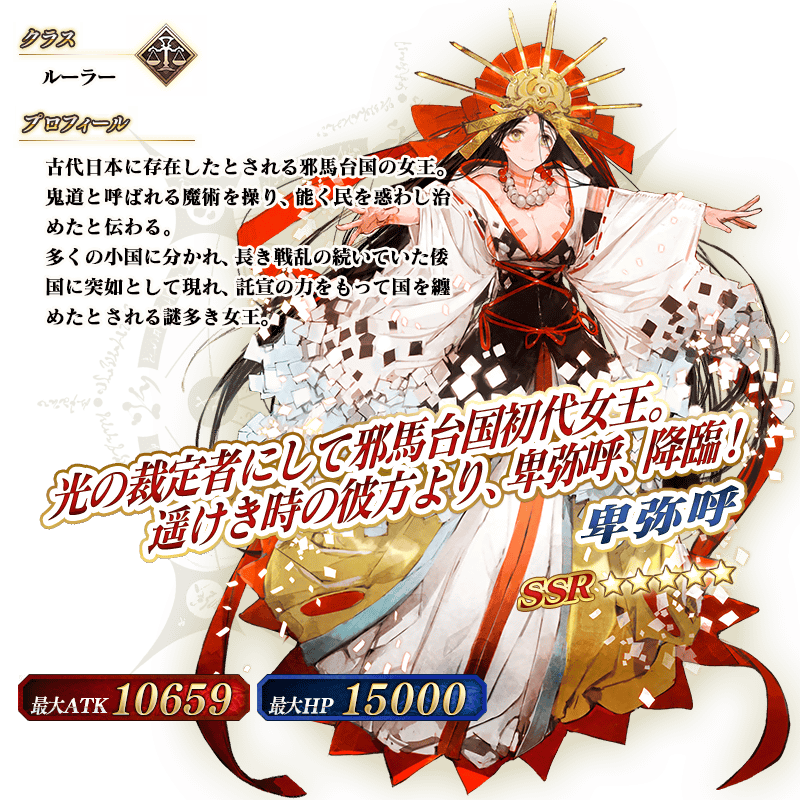 クラス
ルーラー
プロフィール
古代日本に存在したとされる邪馬台国の女王。
鬼道と呼ばれる魔術を操り、能く民を惑わし治
めたと伝わる。
多くの小国に分かれ、長き戦乱の続いていた倭
国に突如として現れ、託宣の力をもって国を纏
めたとされる謎多き女王。
光の裁定者にして邪馬台国初代女王。
遥けき時の彼方より、卑弥呼、降臨！
卑弥呼
SSR ★★★★★
最大ATK 10659
最大HP 15000